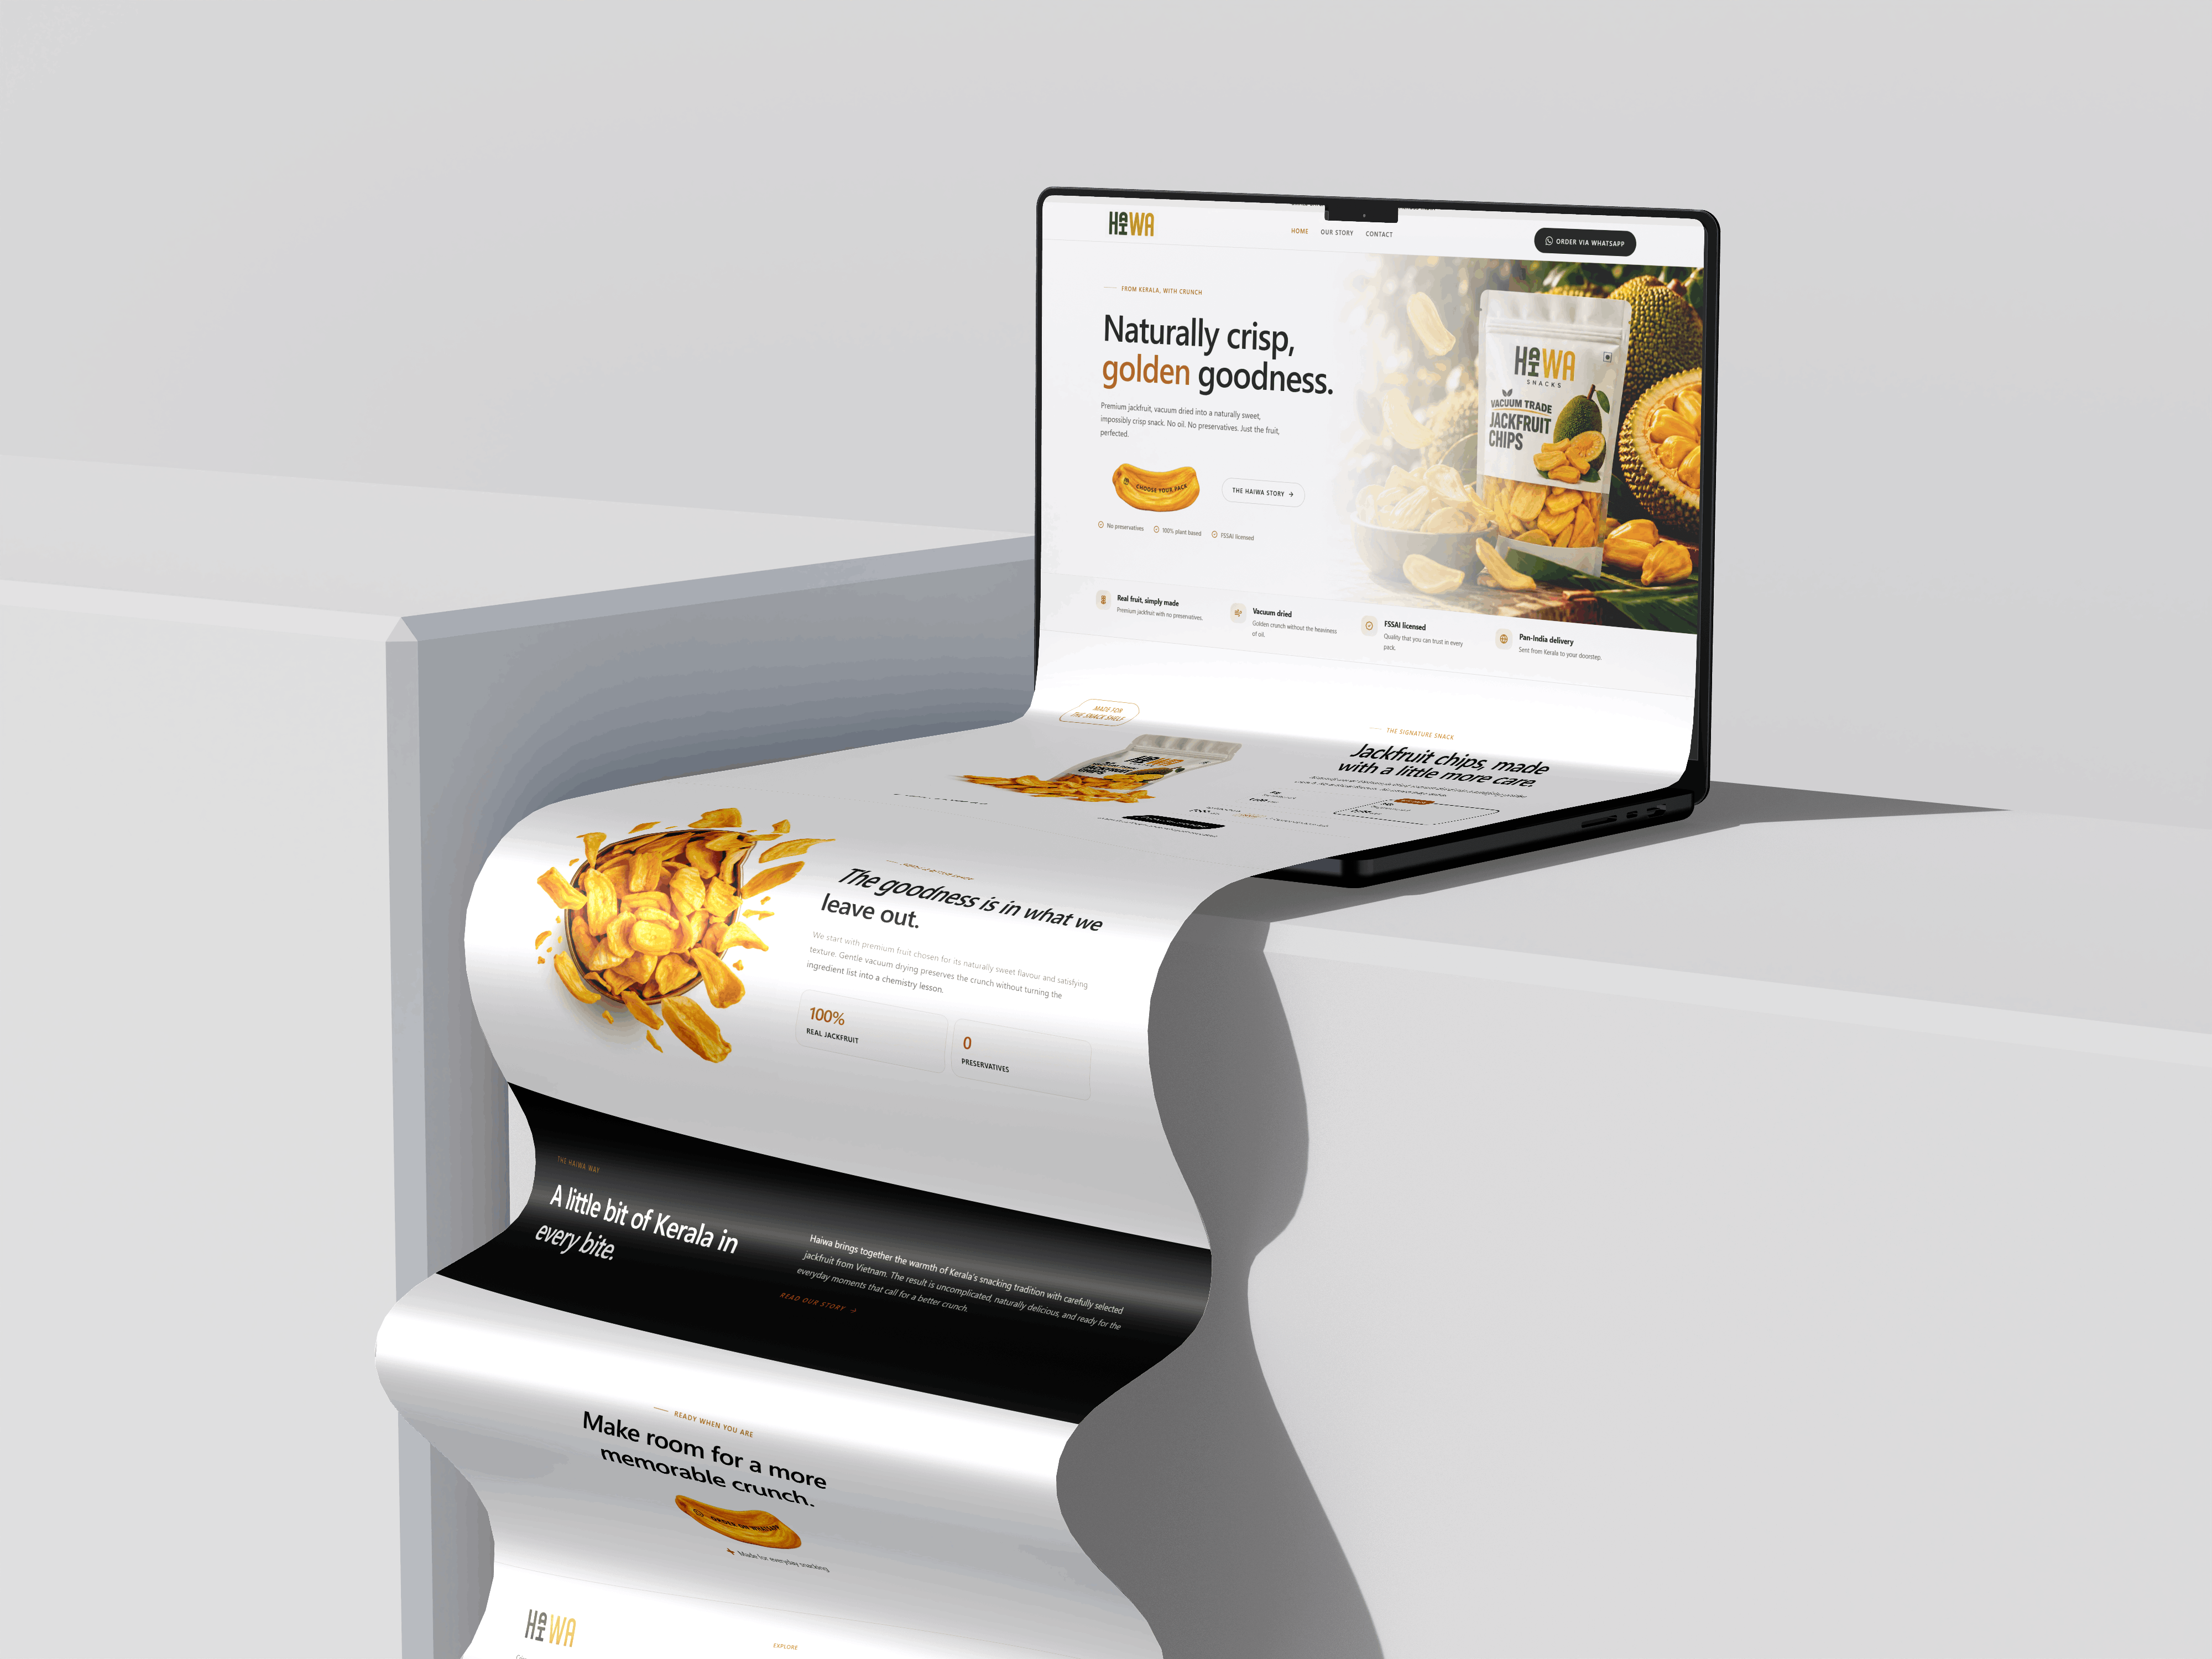 HAIWA
HOME OUR STORY CONTACT
ORDER VIA WHATSAPP
FROM KERALA, WITH CRUNCH
Naturally crisp,
golden goodness.
Premium jackfruit, vacuum dried into a naturally sweet,
impossibly crisp snack. No oil. No preservatives. Just the fruit,
perfected.
CHOOSE YOUR PACK
THE HAIWA STORY →
No preservatives
100% plant based
FSSAI licensed
HAIWA
SNACKS
VACUUM TRADE
JACKFRUIT
CHIPS
Real fruit, simply made
Premium jackfruit with no preservatives.
Vacuum dried
Golden crunch without the heaviness
of oil.
FSSAI licensed
Quality that you can trust in every
pack.
Pan-India delivery
Sent from Kerala to your doorstep.
MADE FOR
THE SNACK SHELF
THE SIGNATURE SNACK
Jackfruit chips, made
with a little more care.
The goodness is in what we
leave out.
We start with premium fruit chosen for its naturally sweet flavour and satisfying
texture. Gentle vacuum drying preserves the crunch without turning the
ingredient list into a chemistry lesson.
100%
REAL JACKFRUIT
0
PRESERVATIVES
THE HAIWA WAY
A little bit of Kerala in
every bite.
Haiwa brings together the warmth of Kerala's snacking tradition with carefully selected
jackfruit from Vietnam. The result is uncomplicated, naturally delicious, and ready for the
everyday moments that call for a better crunch.
READ OUR STORY →
READY WHEN YOU ARE
Make room for a more
memorable crunch.
ORDER ON WHATSAPP
Made for everyday snacking
HAIWA
EXPLORE